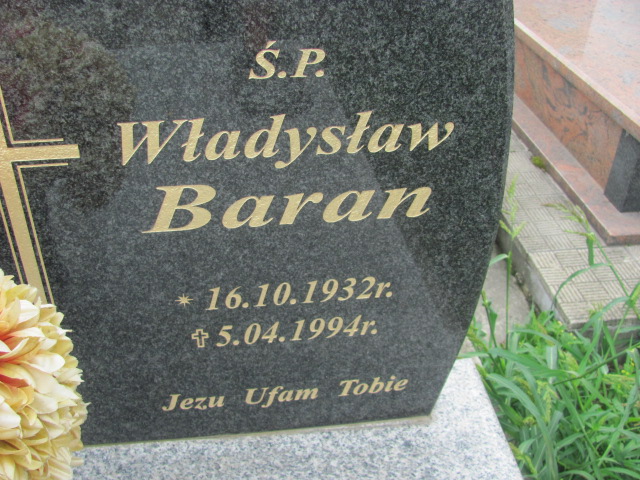 Ś.P.
Władysław
Baran
✶ 16.10.1932r.
✞ 5.04.1994r.
Jezu Ufam Tobie